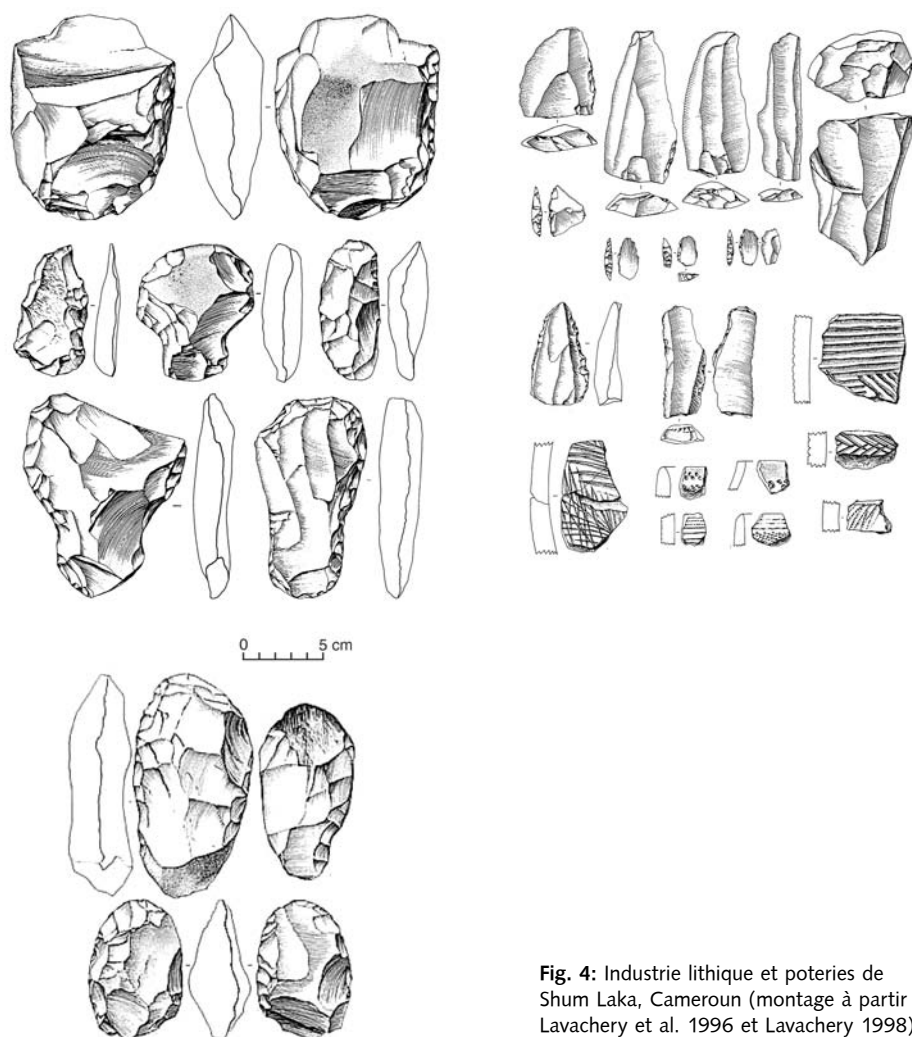 0 5 cm
Fig. 4: Industrie lithique et poteries de
Shum Laka, Cameroun (montage à partir
Lavachery et al. 1996 et Lavachery 1998)